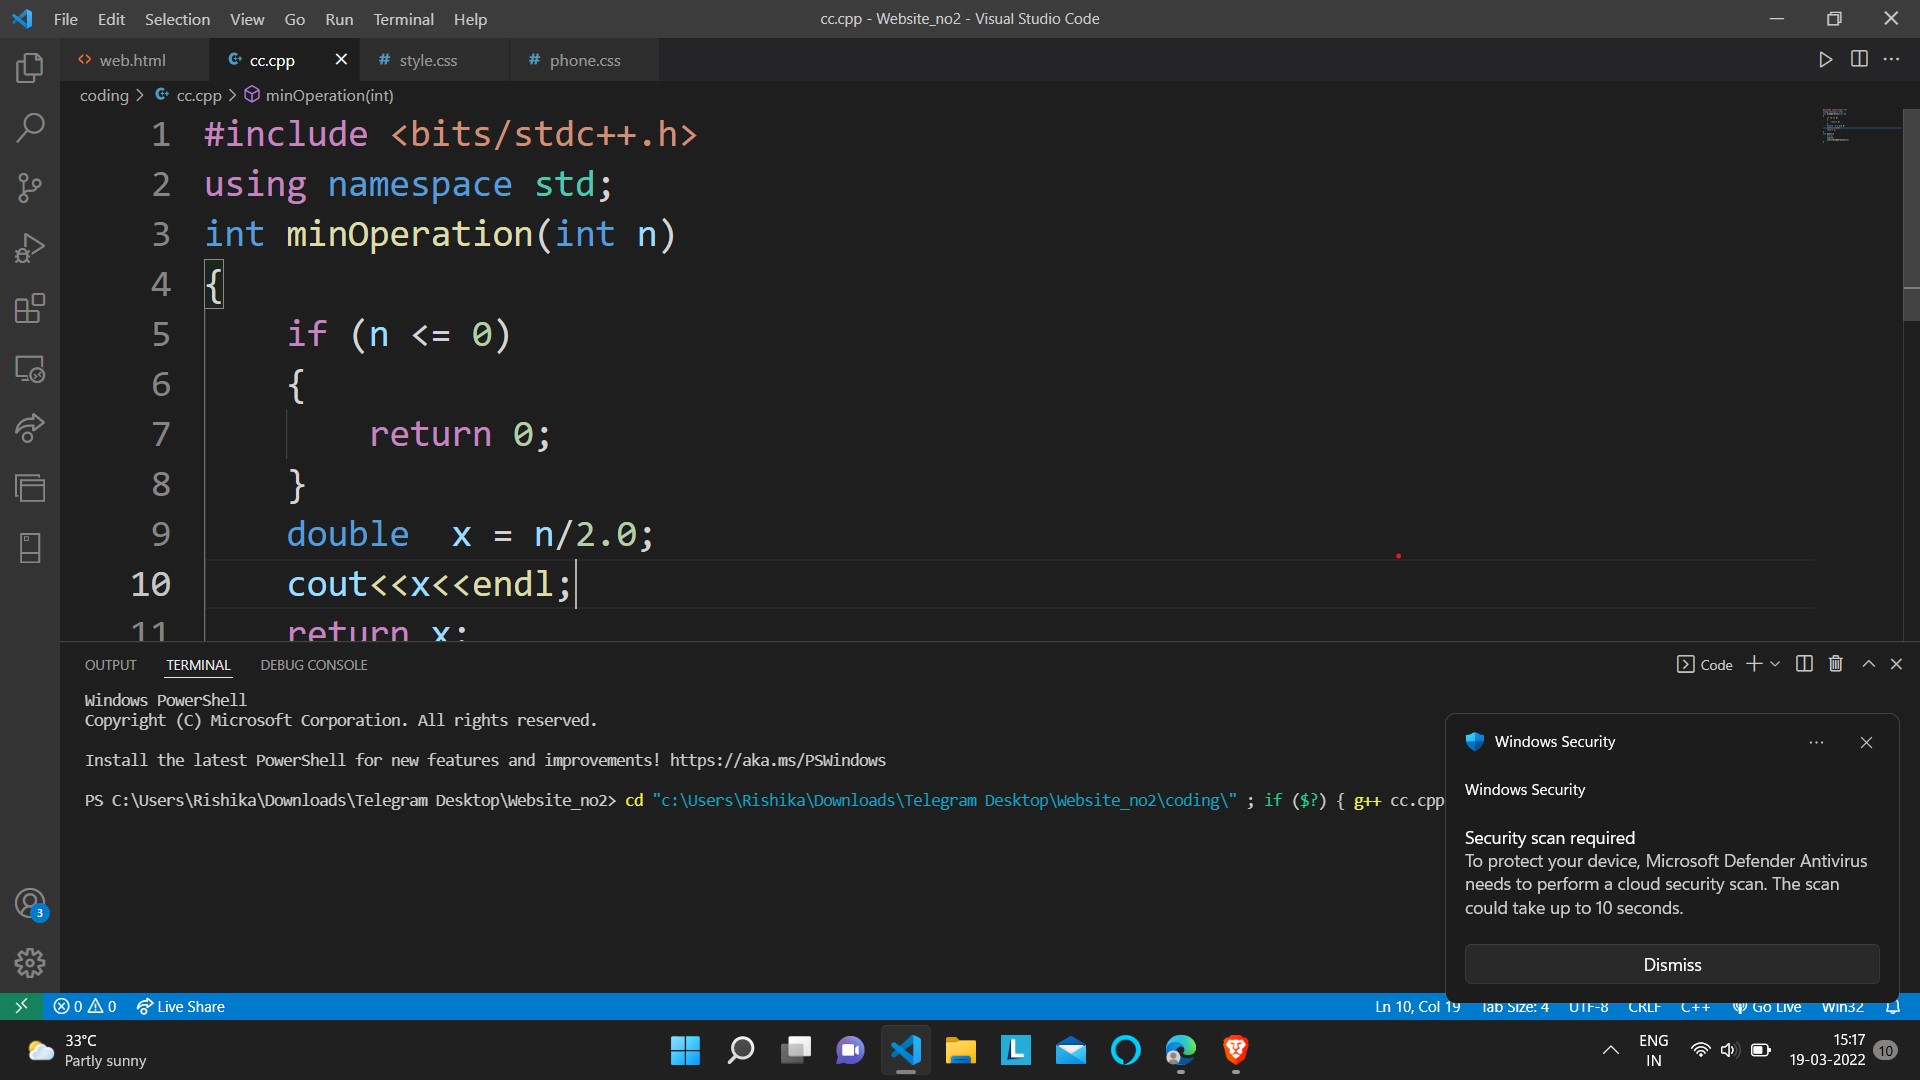 File Edit Selection View Go Run Terminal Help
cc.cpp - Website_no2 - Visual Studio Code
web.html cc.cpp style.css phone.css
coding > cc.cpp > minOperation(int)
1 #include <bits/stdc++.h>
2 using namespace std;
3 int minOperation(int n)
4 {
5 if (n <= 0)
6 {
7 return 0;
8 }
9 double  x = n/2.0;
10 cout<<x<<endl;
11 return x;
OUTPUT TERMINAL DEBUG CONSOLE
Code
Windows PowerShell
Copyright (C) Microsoft Corporation. All rights reserved.
Install the latest PowerShell for new features and improvements! https://aka.ms/PSWindows
PS C:\Users\Rishika\Downloads\Telegram Desktop\Website_no2> cd "c:\Users\Rishika\Downloads\Telegram Desktop\Website_no2\coding\" ; if ($?) { g++ cc.cpp
Windows Security
Windows Security
Security scan required
To protect your device, Microsoft Defender Antivirus
needs to perform a cloud security scan. The scan
could take up to 10 seconds.
Dismiss
3
0 0 Live Share
Ln 10, Col 19 Tab Size: 4 UTF-8 CRLF C++ Go Live Win32
33°C
Partly sunny
L
ENG
IN
15:17
19-03-2022
10